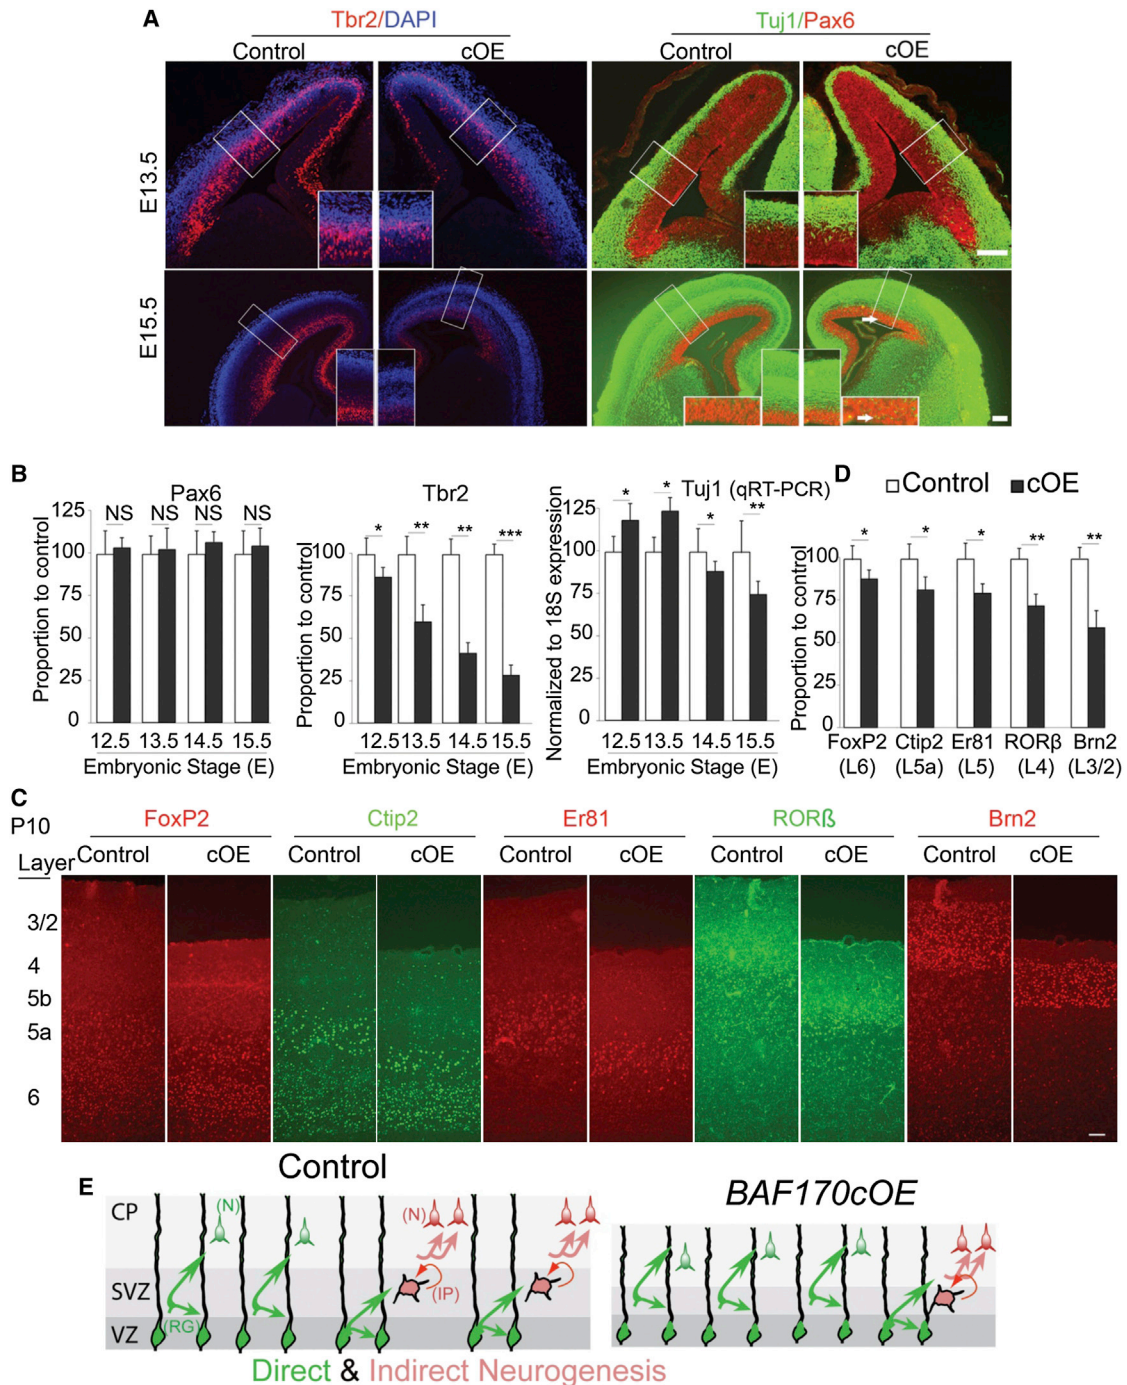 A
Tbr2/DAPI
Tuj1/Pax6
Control
cOE
Control
cOE
E13.5
E15.5
B
Pax6
Proportion to control
125
100
75
50
25
0
NS NS NS NS
NS
12.5 13.5 14.5 15.5
Embryonic Stage (E)
Tbr2
Proportion to control
100
75
50
25
0
* ** ** ***
12.5 13.5 14.5 15.5
Embryonic Stage (E)
Tuj1 (qRT-PCR)
Normalized to 18S expression
125
100
75
50
25
0
* * * **
12.5 13.5 14.5 15.5
Embryonic Stage (E)
D
Control cOE
Proportion to control
100
75
50
25
0
* * * ** **
FoxP2 Ctip2 Er81 RORβ Brn2
(L6) (L5a) (L5) (L4) (L3/2)
C
P10
FoxP2 Ctip2 Er81 RORß Brn2
Layer Control cOE Control cOE Control cOE Control cOE Control cOE
3/2
4
5b
5a
6
E
Control
BAF170cOE
CP
SVZ
VZ
(N)
(N)
(IP)
(RG)
Direct & Indirect Neurogenesis